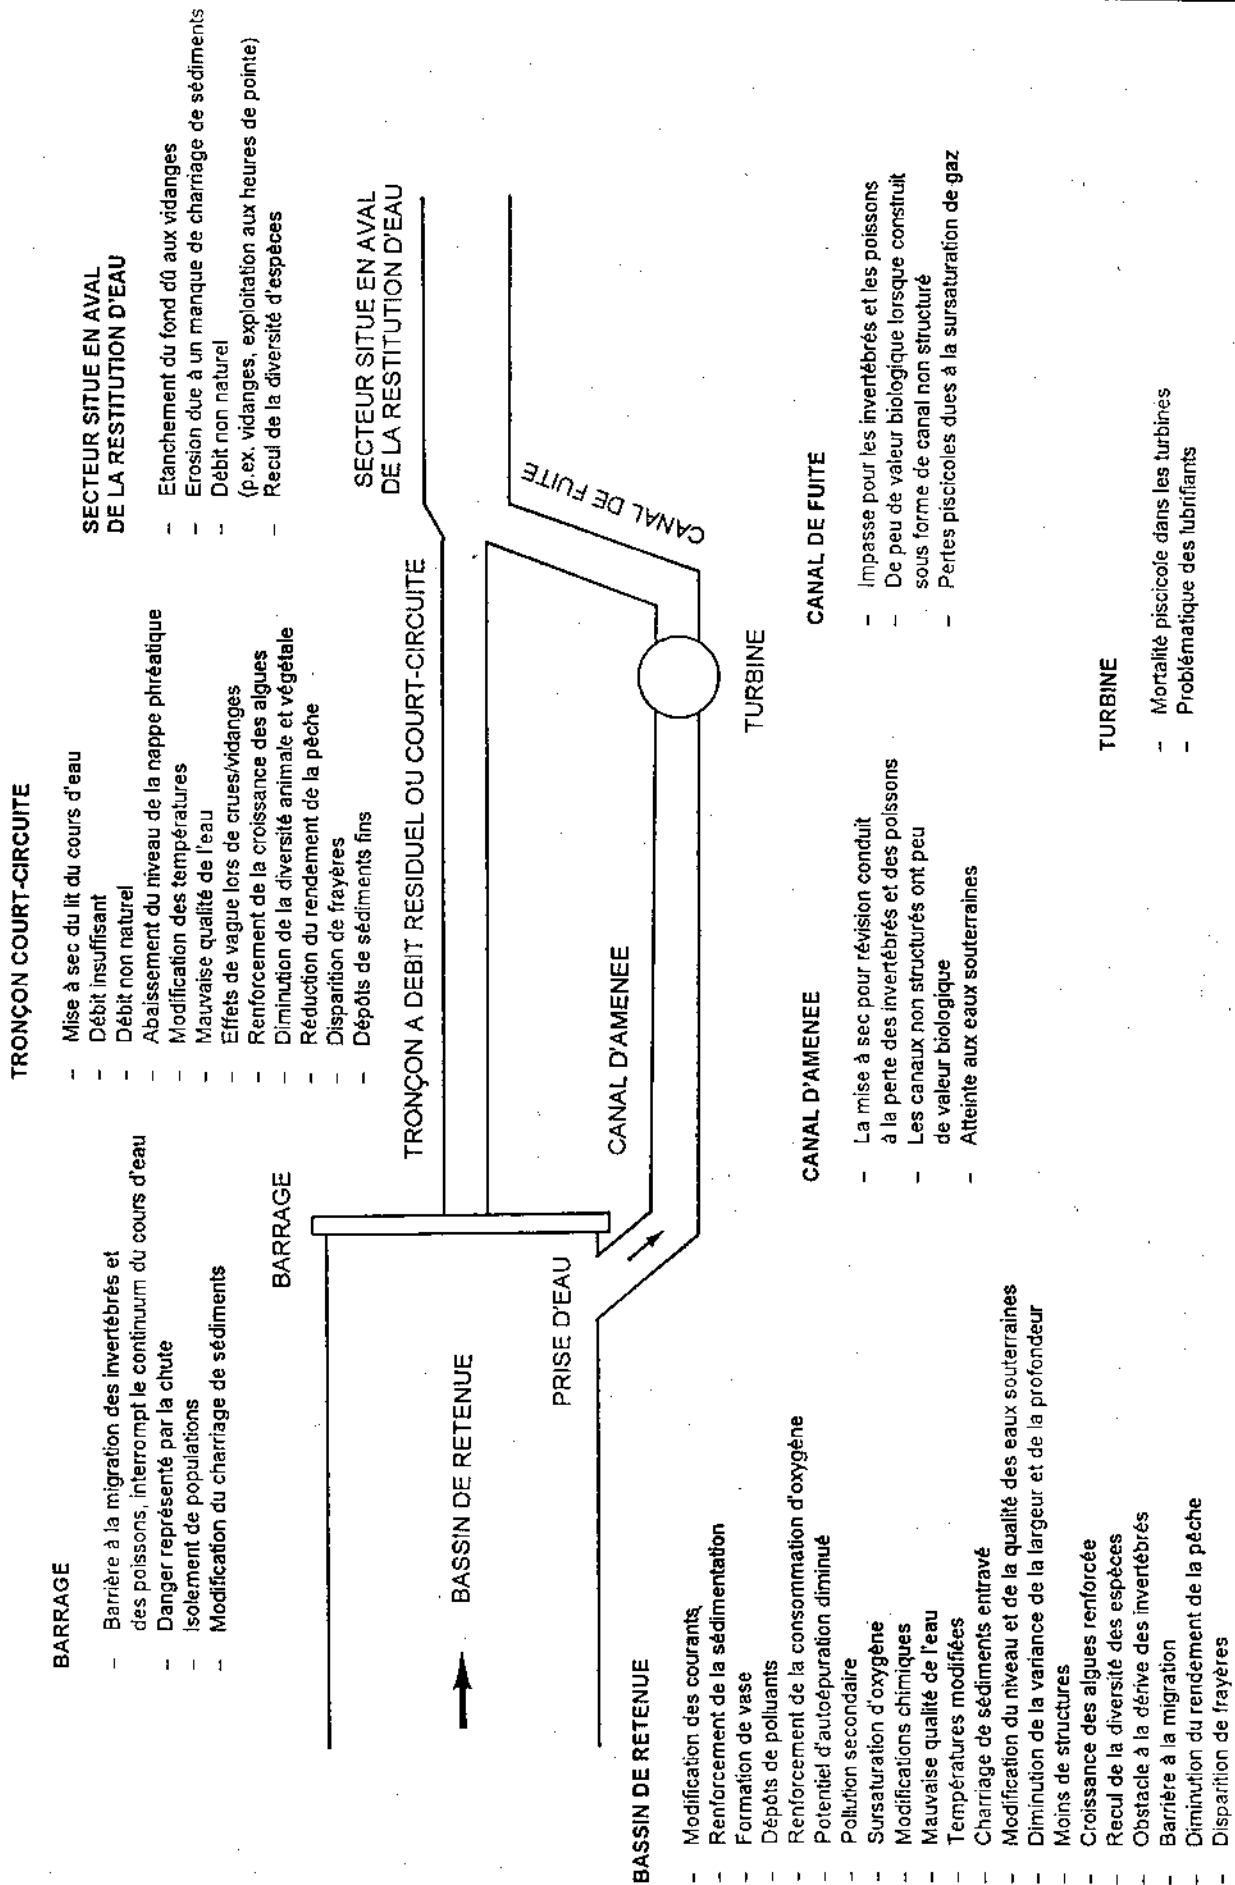 BARRAGE
- Barrière à la migration des invertébrés et
des poissons, interrompt le continuum du cours d'eau
- Danger représenté par la chute
- Isolement de populations
- Modification du charriage de sédiments
TRONÇON COURT-CIRCUITE
- Mise à sec du lit du cours d'eau
- Débit insuffisant
- Débit non naturel
- Abaissement du niveau de la nappe phréatique
- Modification des températures
- Mauvaise qualité de l'eau
- Effets de vague lors de crues/vidanges
- Renforcement de la croissance des algues
- Diminution de la diversité animale et végétale
- Réduction du rendement de la pêche
- Disparition de frayères
- Dépôts de sédiments fins
SECTEUR SITUE EN AVAL
DE LA RESTITUTION D'EAU
- Etanchement du fond dû aux vidanges
- Erosion due à un manque de charriage de sédiments
- Débit non naturel
(p.ex. vidanges, exploitation aux heures de pointe)
- Recul de la diversité d'espèces
BARRAGE
BASSIN DE RETENUE
PRISE D'EAU
TRONÇON A DEBIT RESIDUEL OU COURT-CIRCUITE
CANAL D'AMENEE
TURBINE
CANAL DE FUITE
SECTEUR SITUE EN AVAL
DE LA RESTITUTION D'EAU
BASSIN DE RETENUE
- Modification des courants
- Renforcement de la sédimentation
- Formation de vase
- Dépôts de polluants
- Renforcement de la consommation d'oxygène
- Potentiel d'autoépuration diminué
- Pollution secondaire
- Sursaturation d'oxygène
- Modifications chimiques
- Mauvaise qualité de l'eau
- Températures modifiées
- Charriage de sédiments entravé
- Modification du niveau et de la qualité des eaux souterraines
- Diminution de la variance de la largeur et de la profondeur
- Moins de structures
- Croissance des algues renforcée
- Recul de la diversité des espèces
- Obstacle à la dérive des invertébrés
- Barrière à la migration
- Diminution du rendement de la pêche
- Disparition de frayères
CANAL D'AMENEE
- La mise à sec pour révision conduit
à la perte des invertébrés et des poissons
- Les canaux non structurés ont peu
de valeur biologique
- Atteinte aux eaux souterraines
CANAL DE FUITE
- Impasse pour les invertébrés et les poissons
- De peu de valeur biologique lorsque construit
sous forme de canal non structuré
- Pertes piscicoles dues à la sursaturation de gaz
TURBINE
- Mortalité piscicole dans les turbines
- Problématique des lubrifiants